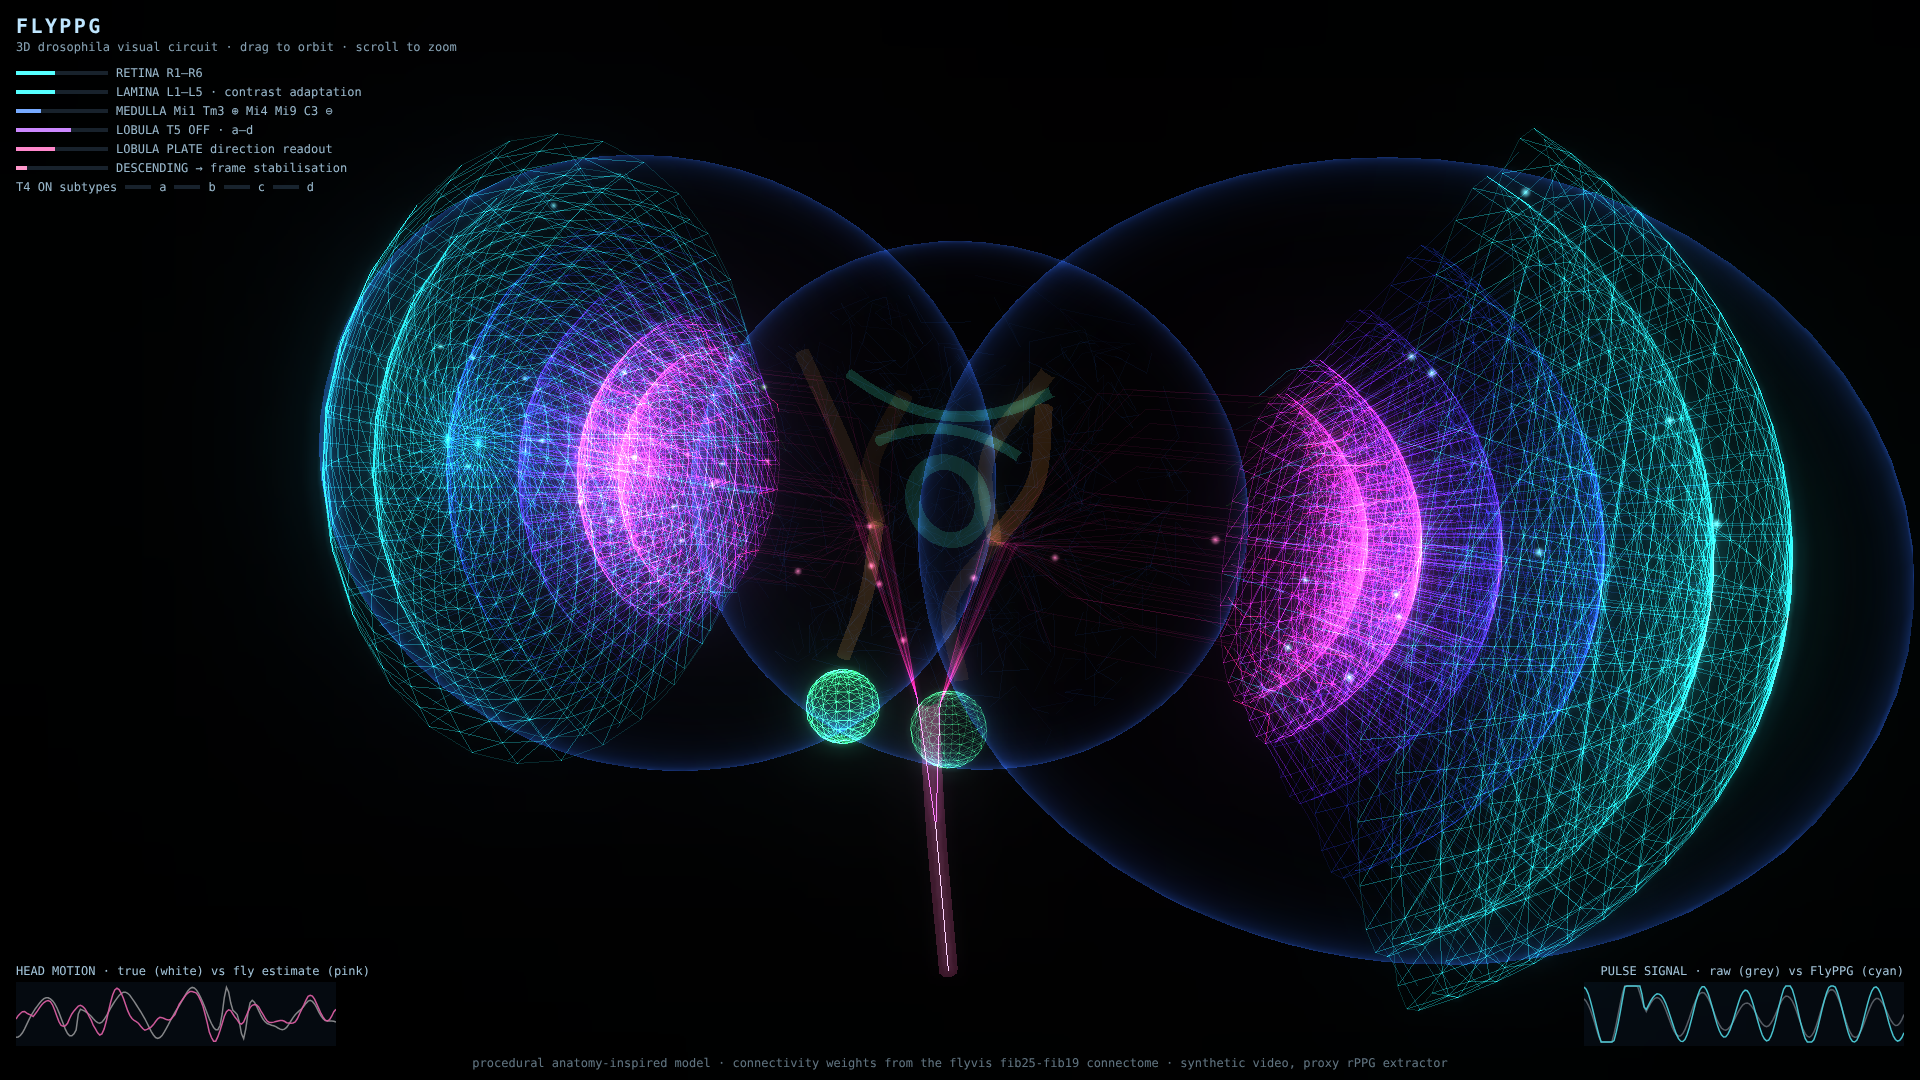 FLYPPG
3D drosophila visual circuit · drag to orbit · scroll to zoom
RETINA R1–R6
LAMINA L1–L5 · contrast adaptation
MEDULLA Mi1 Tm3 ⊕ Mi4 Mi9 C3 ⊖
LOBULA T5 OFF · a–d
LOBULA PLATE direction readout
DESCENDING → frame stabilisation
T4 ON subtypes a b c d
HEAD MOTION · true (white) vs fly estimate (pink)
PULSE SIGNAL · raw (grey) vs FlyPPG (cyan)
procedural anatomy-inspired model · connectivity weights from the flyvis fib25-fib19 connectome · synthetic video, proxy rPPG extractor